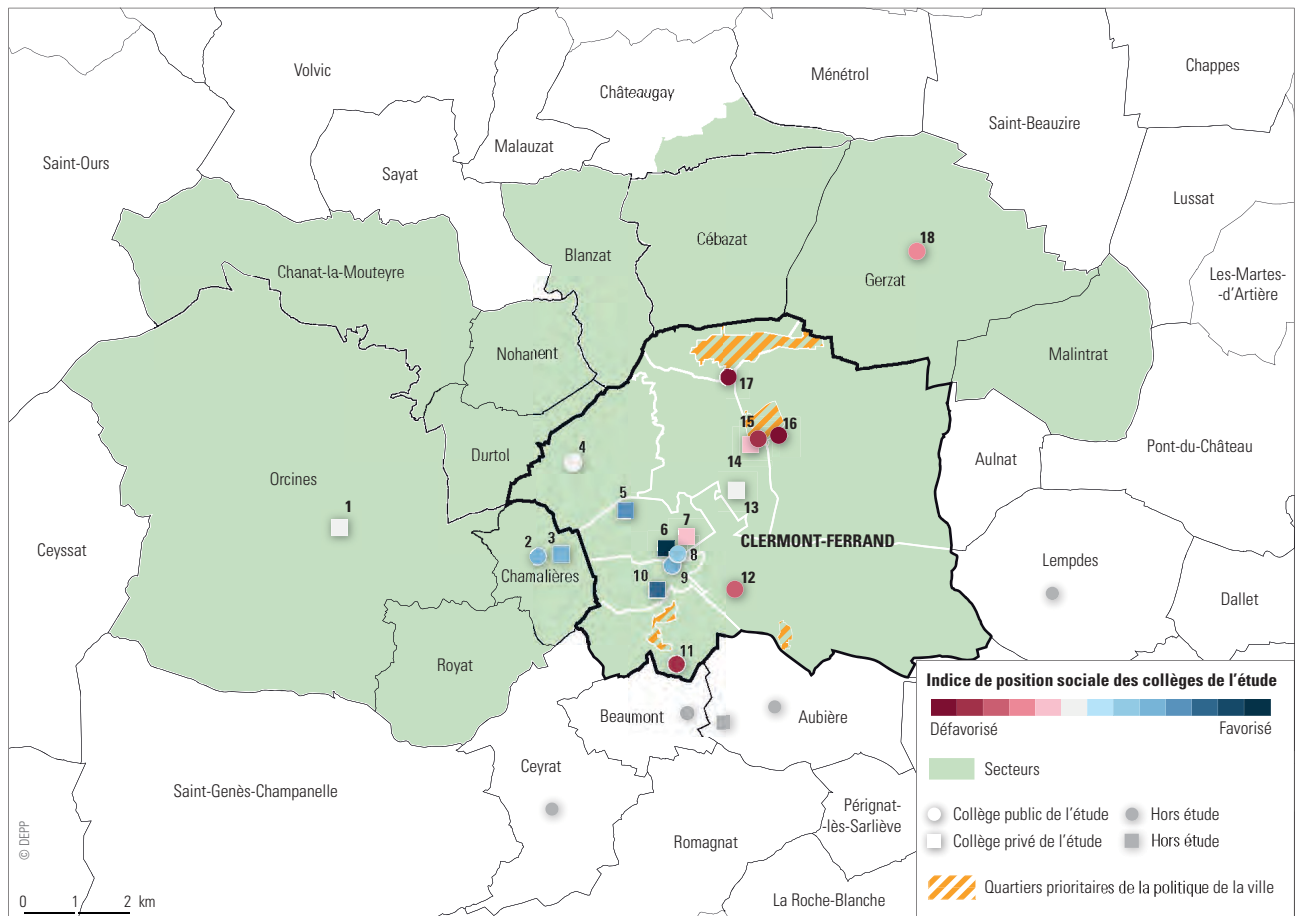 Volvic
Châteaugay
Ménétrol
Chappes
Saint-Beauzire
Malauzat
Saint-Ours
Sayat
Lussat
Cébazat
18
Blanzat
Chanat-la-Mouteyre
Gerzat
Les-Martes-
-d'Artière
Nohanent
Malintrat
17
15
16
4
Durtol
14
Aulnat
Pont-du-Château
Orcines
5
1
13
7
6
CLERMONT-FERRAND
2
3
8
Ceyssat
Lempdes
Chamalières
10
9
12
Dallet
11
Royat
Beaumont
Aubière
Ceyrat
Saint-Genès-Champanelle
Pérignat-
-lès-Sarliève
Romagnat
La Roche-Blanche
Indice de position sociale des collèges de l'étude
Défavorisé
Favorisé
Secteurs
Collège public de l'étude
Hors étude
Collège privé de l'étude
Hors étude
Quartiers prioritaires de la politique de la ville
© DEPP
0 1 2 km